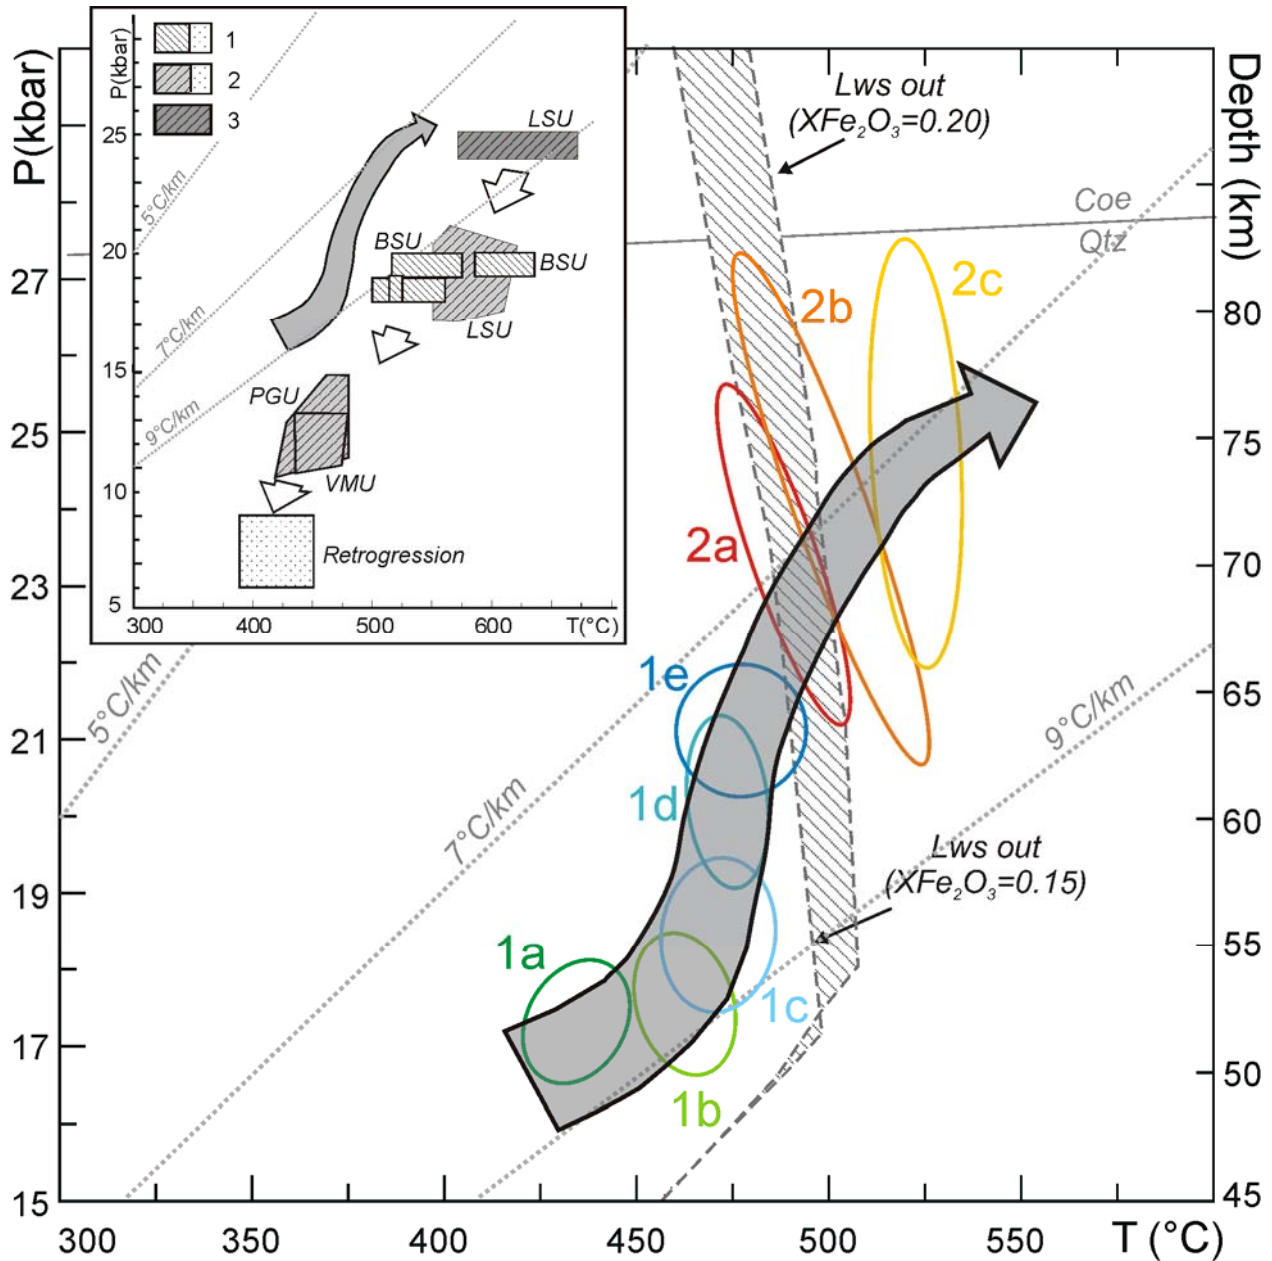 P(kbar)
27
25
23
21
19
17
15
300
350
400
450
500
550
T (°C)
Depth (km)
80
75
70
65
60
55
50
45
Lws out
(XFe₂O₃=0.20)
Coe
Qtz
2c
2b
2a
1e
1d
1c
1b
1a
Lws out
(XFe₂O₃=0.15)
5°C/km
7°C/km
9°C/km
P(kbar)
1
2
3
25
20
15
10
5
300
400
500
600
T(°C)
5°C/km
7°C/km
9°C/km
LSU
BSU
BSU
LSU
PGU
VMU
Retrogression